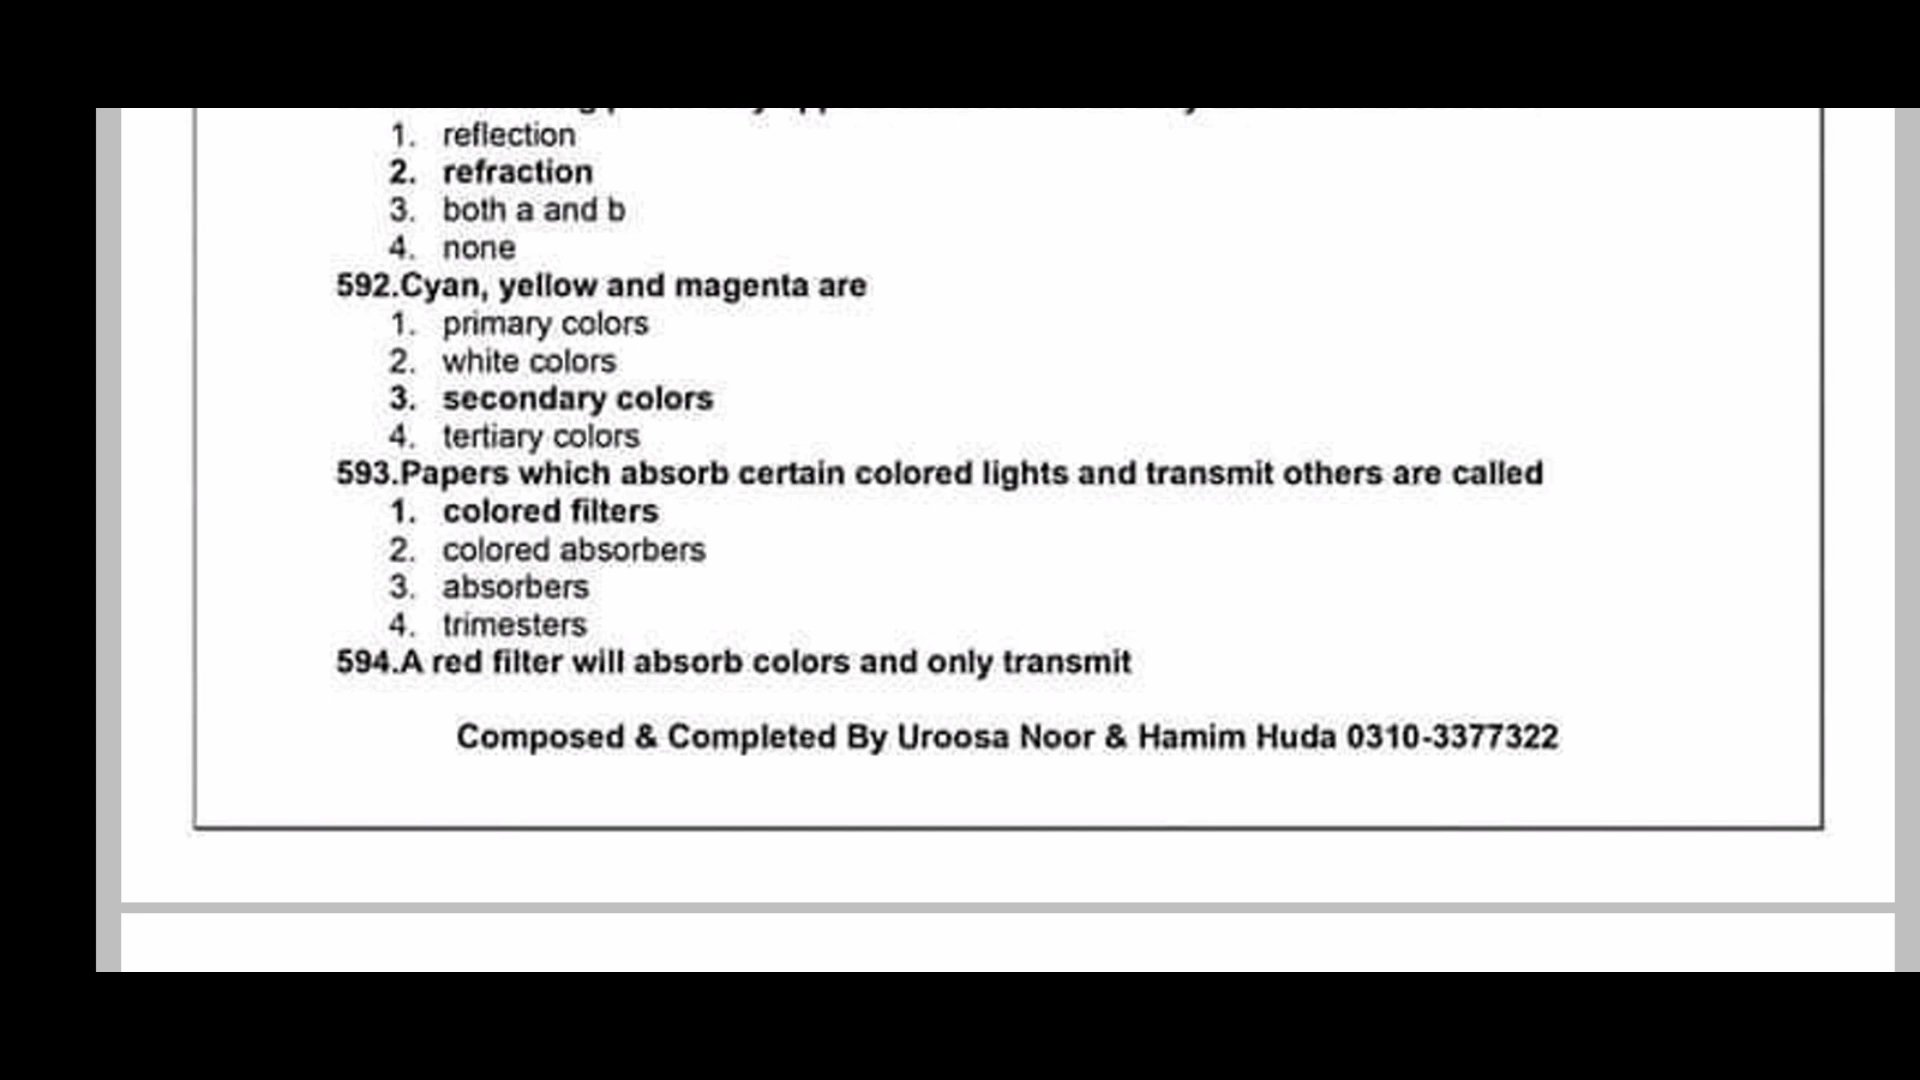 1. reflection
2. refraction
3. both a and b
4. none
592.Cyan, yellow and magenta are
1. primary colors
2. white colors
3. secondary colors
4. tertiary colors
593.Papers which absorb certain colored lights and transmit others are called
1. colored filters
2. colored absorbers
3. absorbers
4. trimesters
594.A red filter will absorb colors and only transmit
Composed & Completed By Uroosa Noor & Hamim Huda 0310-3377322